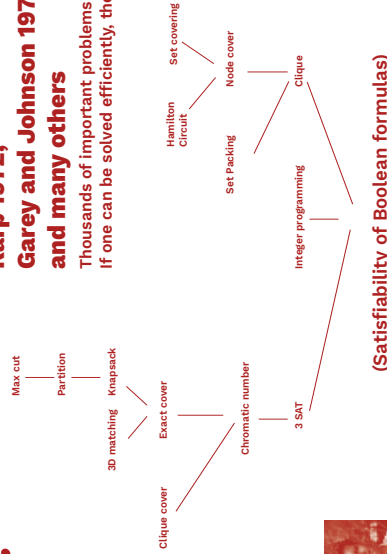 Karp 1972,
Garey and Johnson 197
and many others
Thousands of important problems
If one can be solved efficiently, the
Max cut
Partition
3D matching
Knapsack
Clique cover
Exact cover
Hamilton
Circuit
Set covering
Set Packing
Node cover
Chromatic number
3 SAT
Integer programming
Clique
(Satisfiability of Boolean formulas)